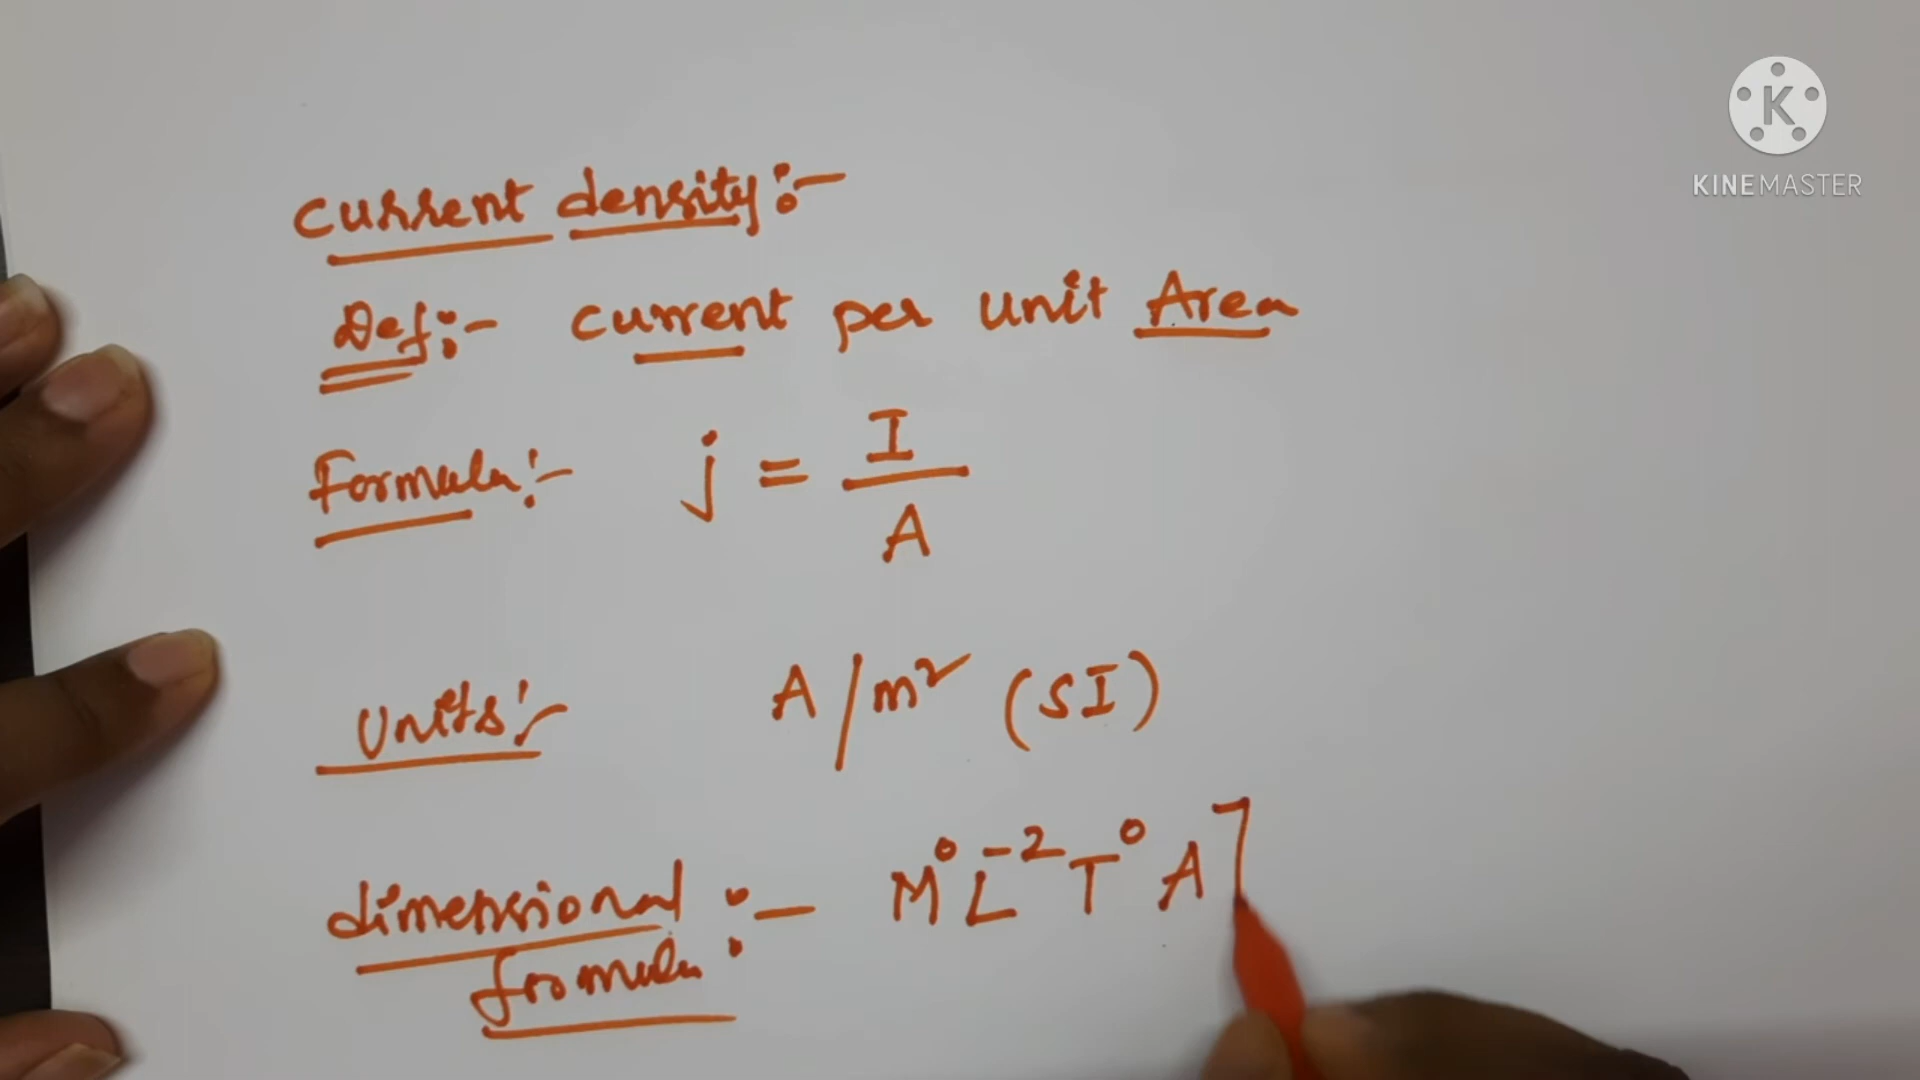 K
KINEMASTER
current density:-
Def:- current per unit Area
Formula:- j = I / A
Units:- A/m² (SI)
dimensional formula:- M⁰L⁻²T⁰A]